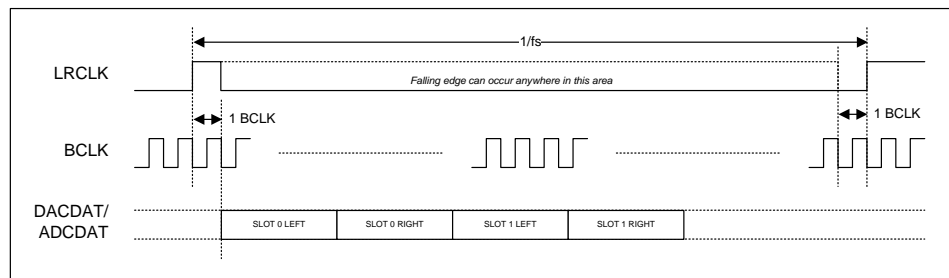 1/fs
LRCLK
Falling edge can occur anywhere in this area
1 BCLK
1 BCLK
BCLK
DACDAT/
ADCDAT
SLOT 0 LEFT
SLOT 0 RIGHT
SLOT 1 LEFT
SLOT 1 RIGHT